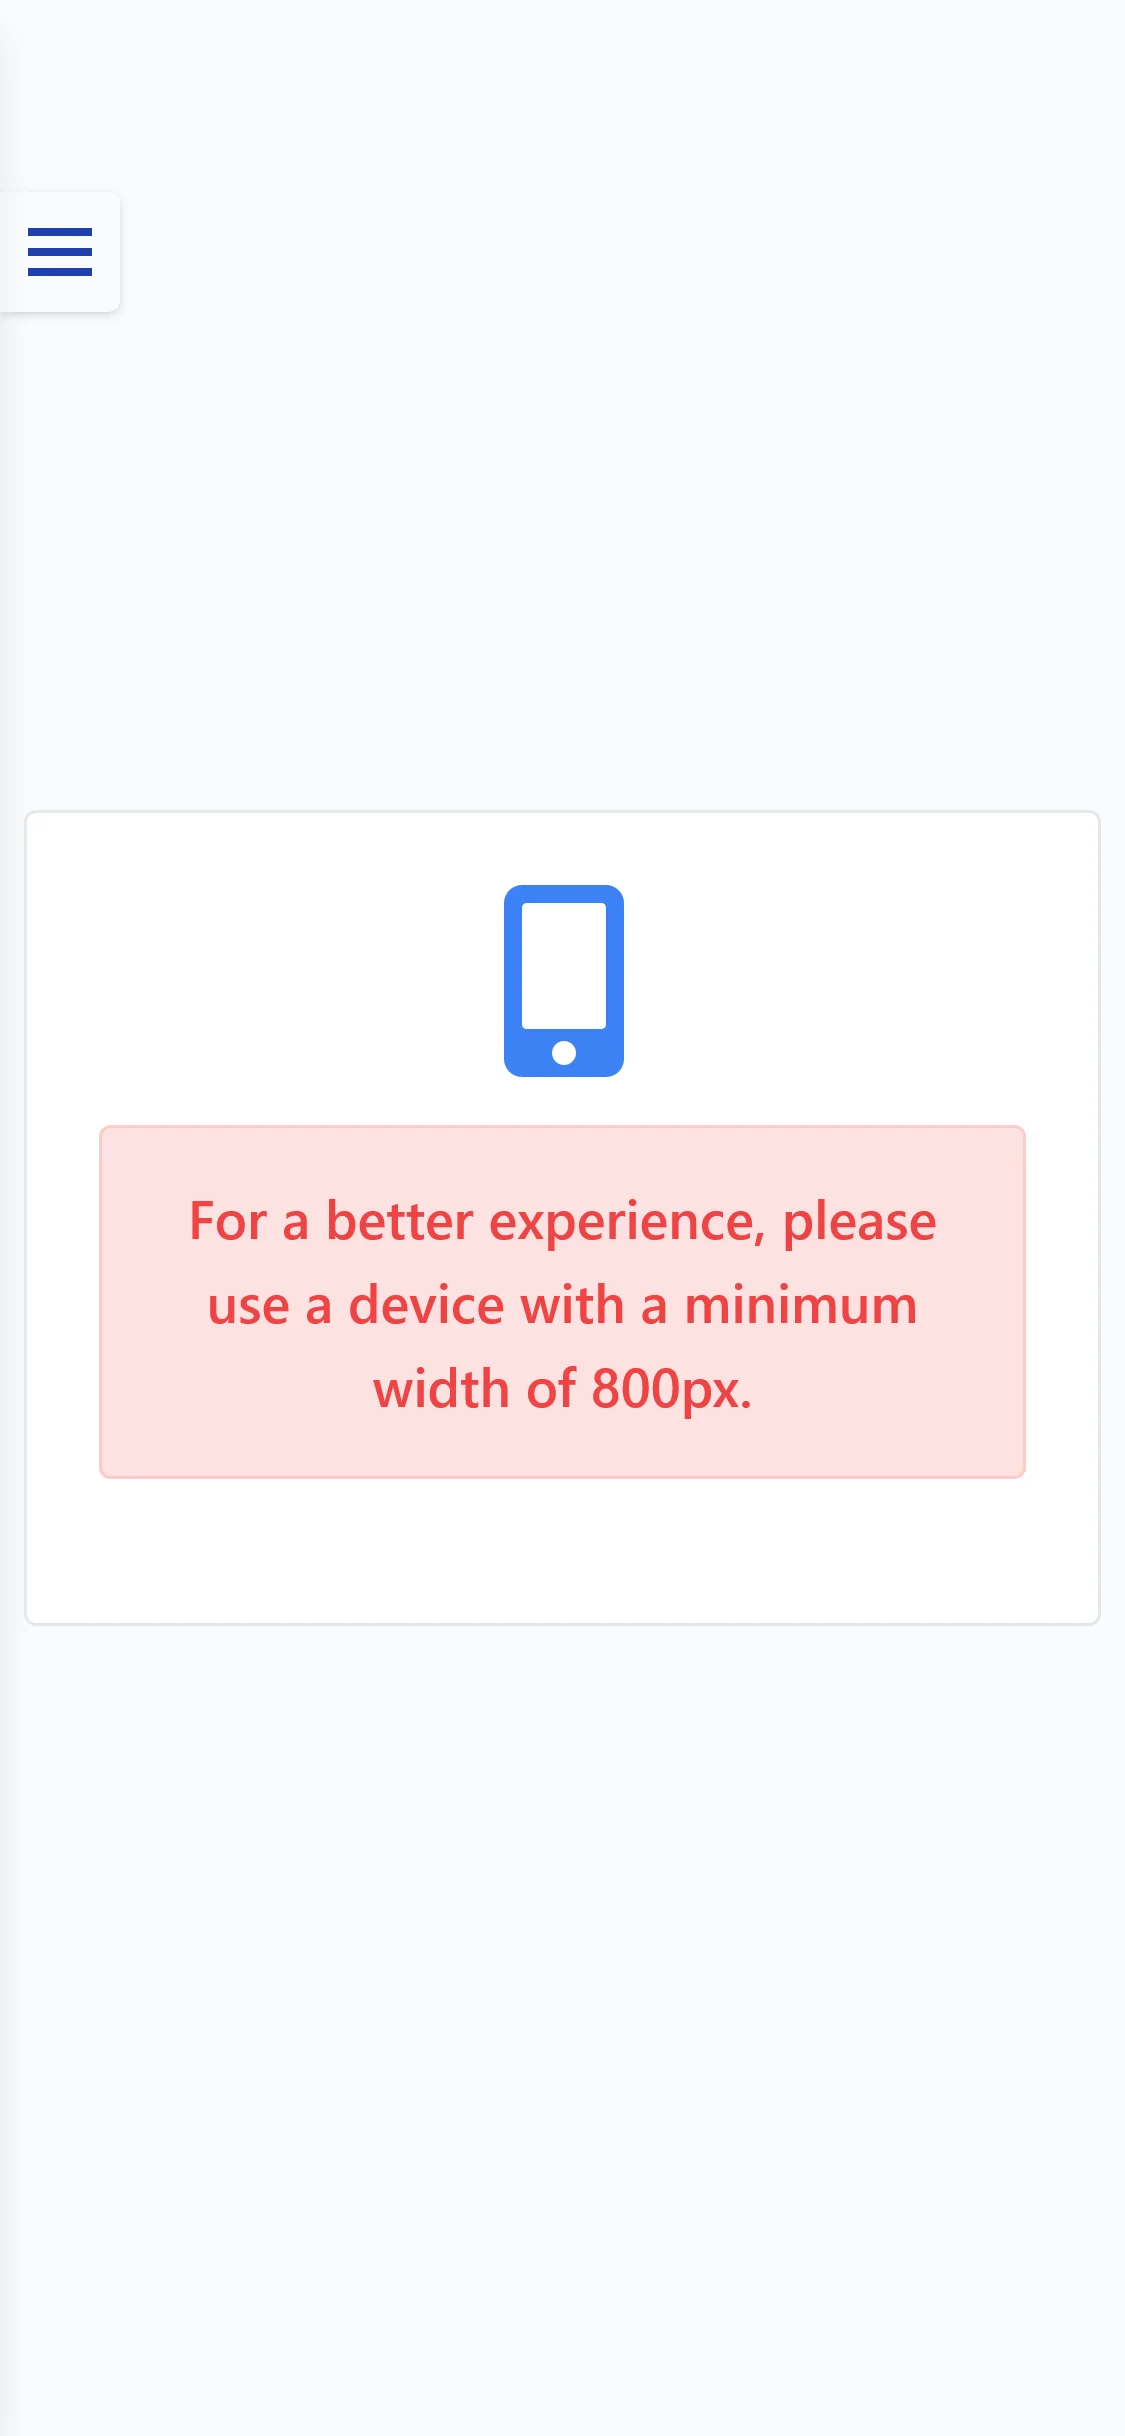 For a better experience, please
use a device with a minimum
width of 800px.